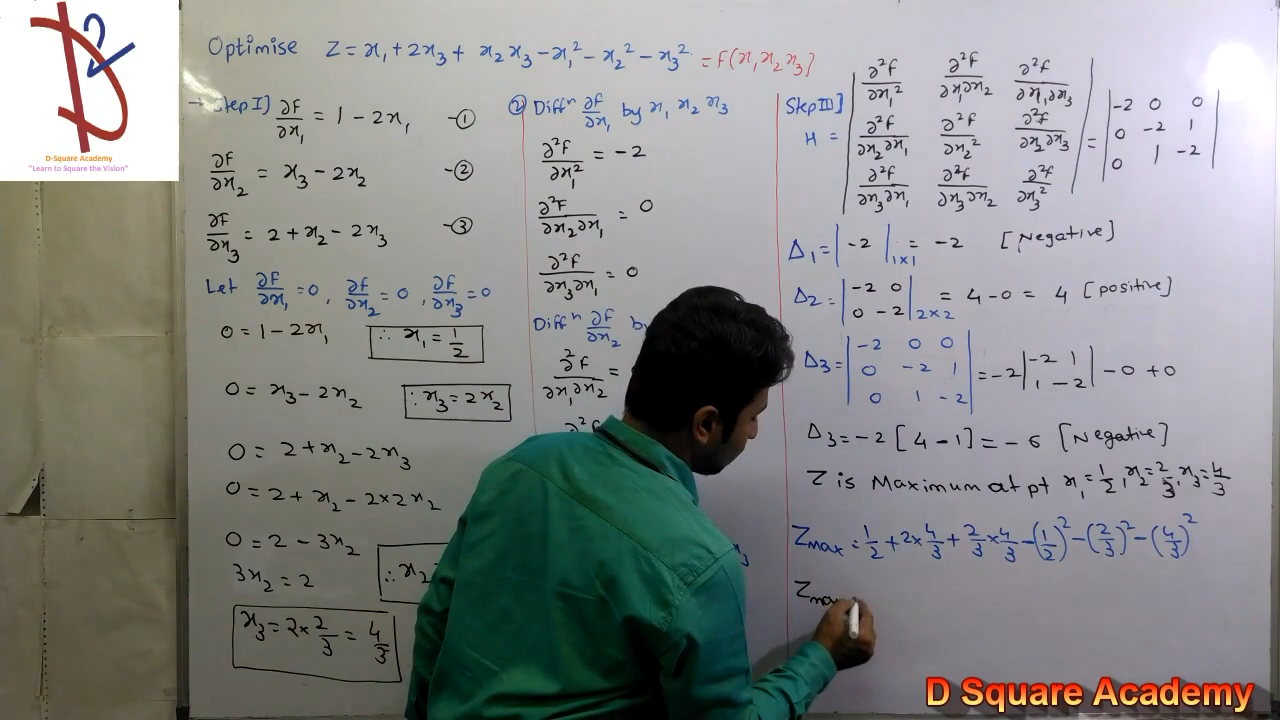 D2
D-Square Academy
"Learn to Square the Vision"
Optimise Z = x₁ + 2x₃ + x₂x₃ − x₁² − x₂² − x₃² = F(x₁ x₂ x₃]
→ Step I] ∂F/∂x₁ = 1 − 2x₁ −①
∂F/∂x₂ = x₃ − 2x₂ −②
∂F/∂x₃ = 2 + x₂ − 2x₃ −③
Let ∂F/∂x₁ = 0, ∂F/∂x₂ = 0, ∂F/∂x₃ = 0
0 = 1 − 2x₁ ∴ x₁ = 1/2
0 = x₃ − 2x₂ ∴ x₃ = 2x₂
0 = 2 + x₂ − 2x₃
0 = 2 + x₂ − 2×2x₂
0 = 2 − 3x₂
3x₂ = 2 ∴ x₂
x₃ = 2×2/3 = 4/3
② Diffⁿ ∂F/∂x₁ by x₁ x₂ x₃
∂²F/∂x₁² = −2
∂²F/∂x₂∂x₁ = 0
∂²F/∂x₃∂x₁ = 0
Diffⁿ ∂F/∂x₂ by
∂²F/∂x₁∂x₂ =
x₃
Step III]
H = | ∂²F/∂x₁² ∂²F/∂x₁∂x₂ ∂²F/∂x₁∂x₃ | = | −2 0 0 |
| ∂²F/∂x₂∂x₁ ∂²F/∂x₂² ∂²F/∂x₂∂x₃ | | 0 −2 1 |
| ∂²F/∂x₃∂x₁ ∂²F/∂x₃∂x₂ ∂²F/∂x₃² | | 0 1 −2 |
Δ₁ = | −2 |₁ₓ₁ = −2 [Negative]
Δ₂ = | −2 0 |
| 0 −2 |₂ₓ₂ = 4 − 0 = 4 [positive]
Δ₃ = | −2 0 0 |
| 0 −2 1 | = −2 | −2 1 | − 0 + 0
| 0 1 −2 | | 1 −2 |
Δ₃ = −2 [4 − 1] = −6 [Negative]
Z is Maximum at pt x₁ = 1/2, x₂ = 2/3, x₃ = 4/3
Zmax = 1/2 + 2×4/3 + 2/3×4/3 − (1/2)² − (2/3)² − (4/3)²
D Square Academy